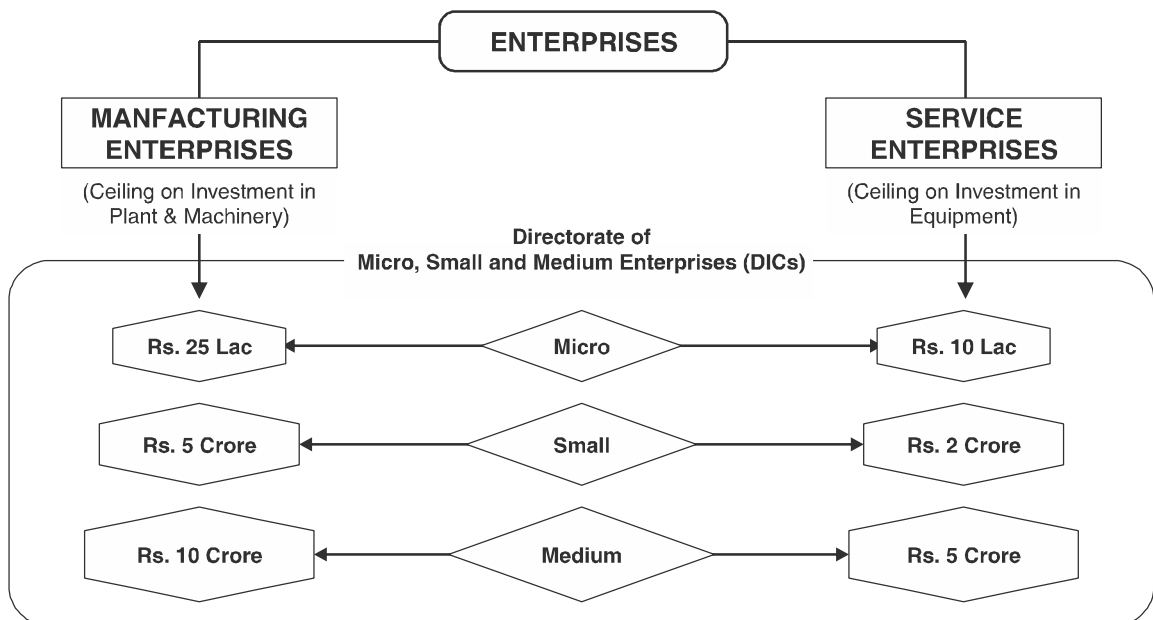 ENTERPRISES
MANFACTURING
ENTERPRISES
SERVICE
ENTERPRISES
(Ceiling on Investment in
Plant & Machinery)
(Ceiling on Investment in
Equipment)
Directorate of
Micro, Small and Medium Enterprises (DICs)
Rs. 25 Lac
Micro
Rs. 10 Lac
Rs. 5 Crore
Small
Rs. 2 Crore
Rs. 10 Crore
Medium
Rs. 5 Crore